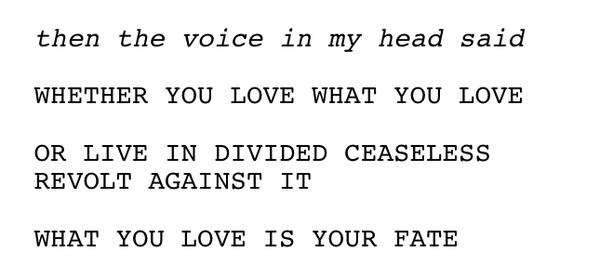 then the voice in my head said
WHETHER YOU LOVE WHAT YOU LOVE
OR LIVE IN DIVIDED CEASELESS
REVOLT AGAINST IT
WHAT YOU LOVE IS YOUR FATE